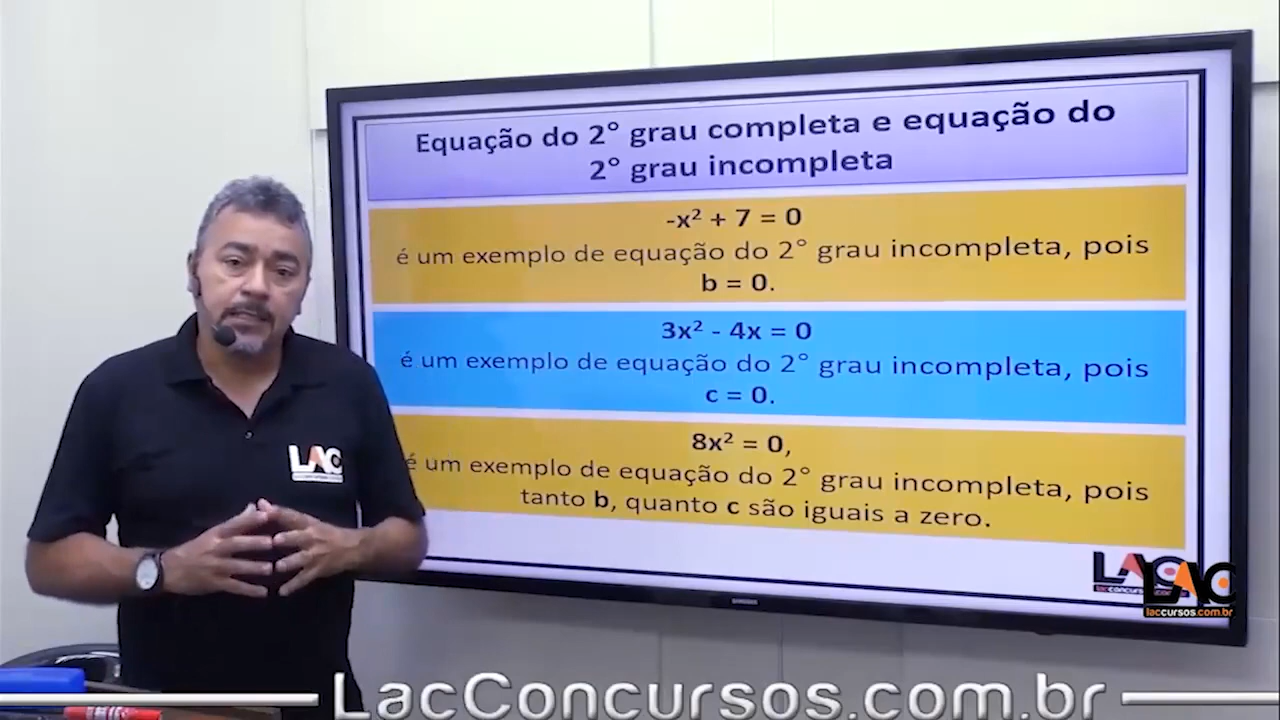 Equação do 2° grau completa e equação do
2° grau incompleta
-x² + 7 = 0
é um exemplo de equação do 2° grau incompleta, pois
b = 0.
3x² - 4x = 0
é um exemplo de equação do 2° grau incompleta, pois
c = 0.
8x² = 0,
é um exemplo de equação do 2° grau incompleta, pois
tanto b, quanto c são iguais a zero.
LAC
LAC
laccursos.com.br
SAMSUNG
LacConcursos.com.br